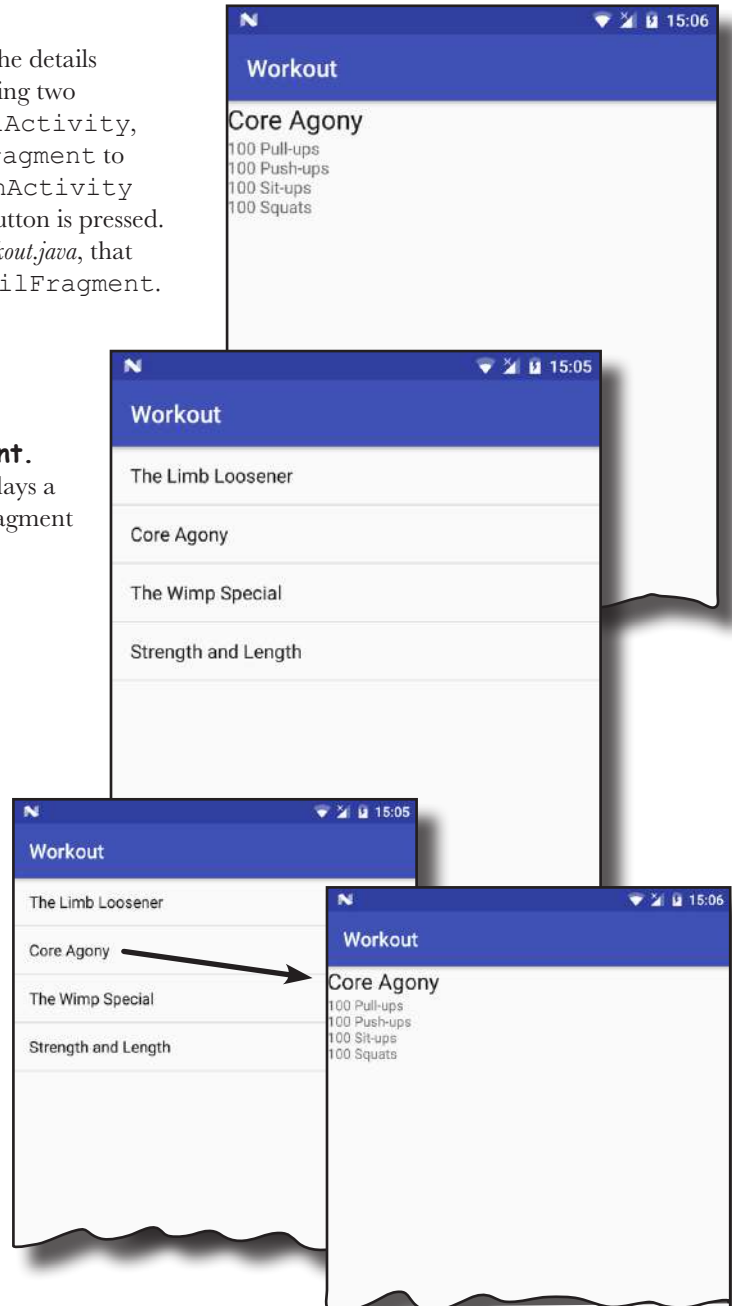 he details
ing two
Activity,
agment to
nActivity
utton is pressed.
kout.java, that
ilFragment.
15:06
Workout
Core Agony
100 Pull-ups
100 Push-ups
100 Sit-ups
100 Squats
nt.
lays a
agment
15:05
Workout
The Limb Loosener
Core Agony
The Wimp Special
Strength and Length
15:05
Workout
The Limb Loosener
Core Agony
The Wimp Special
Strength and Length
15:06
Workout
Core Agony
100 Pull-ups
100 Push-ups
100 Sit-ups
100 Squats